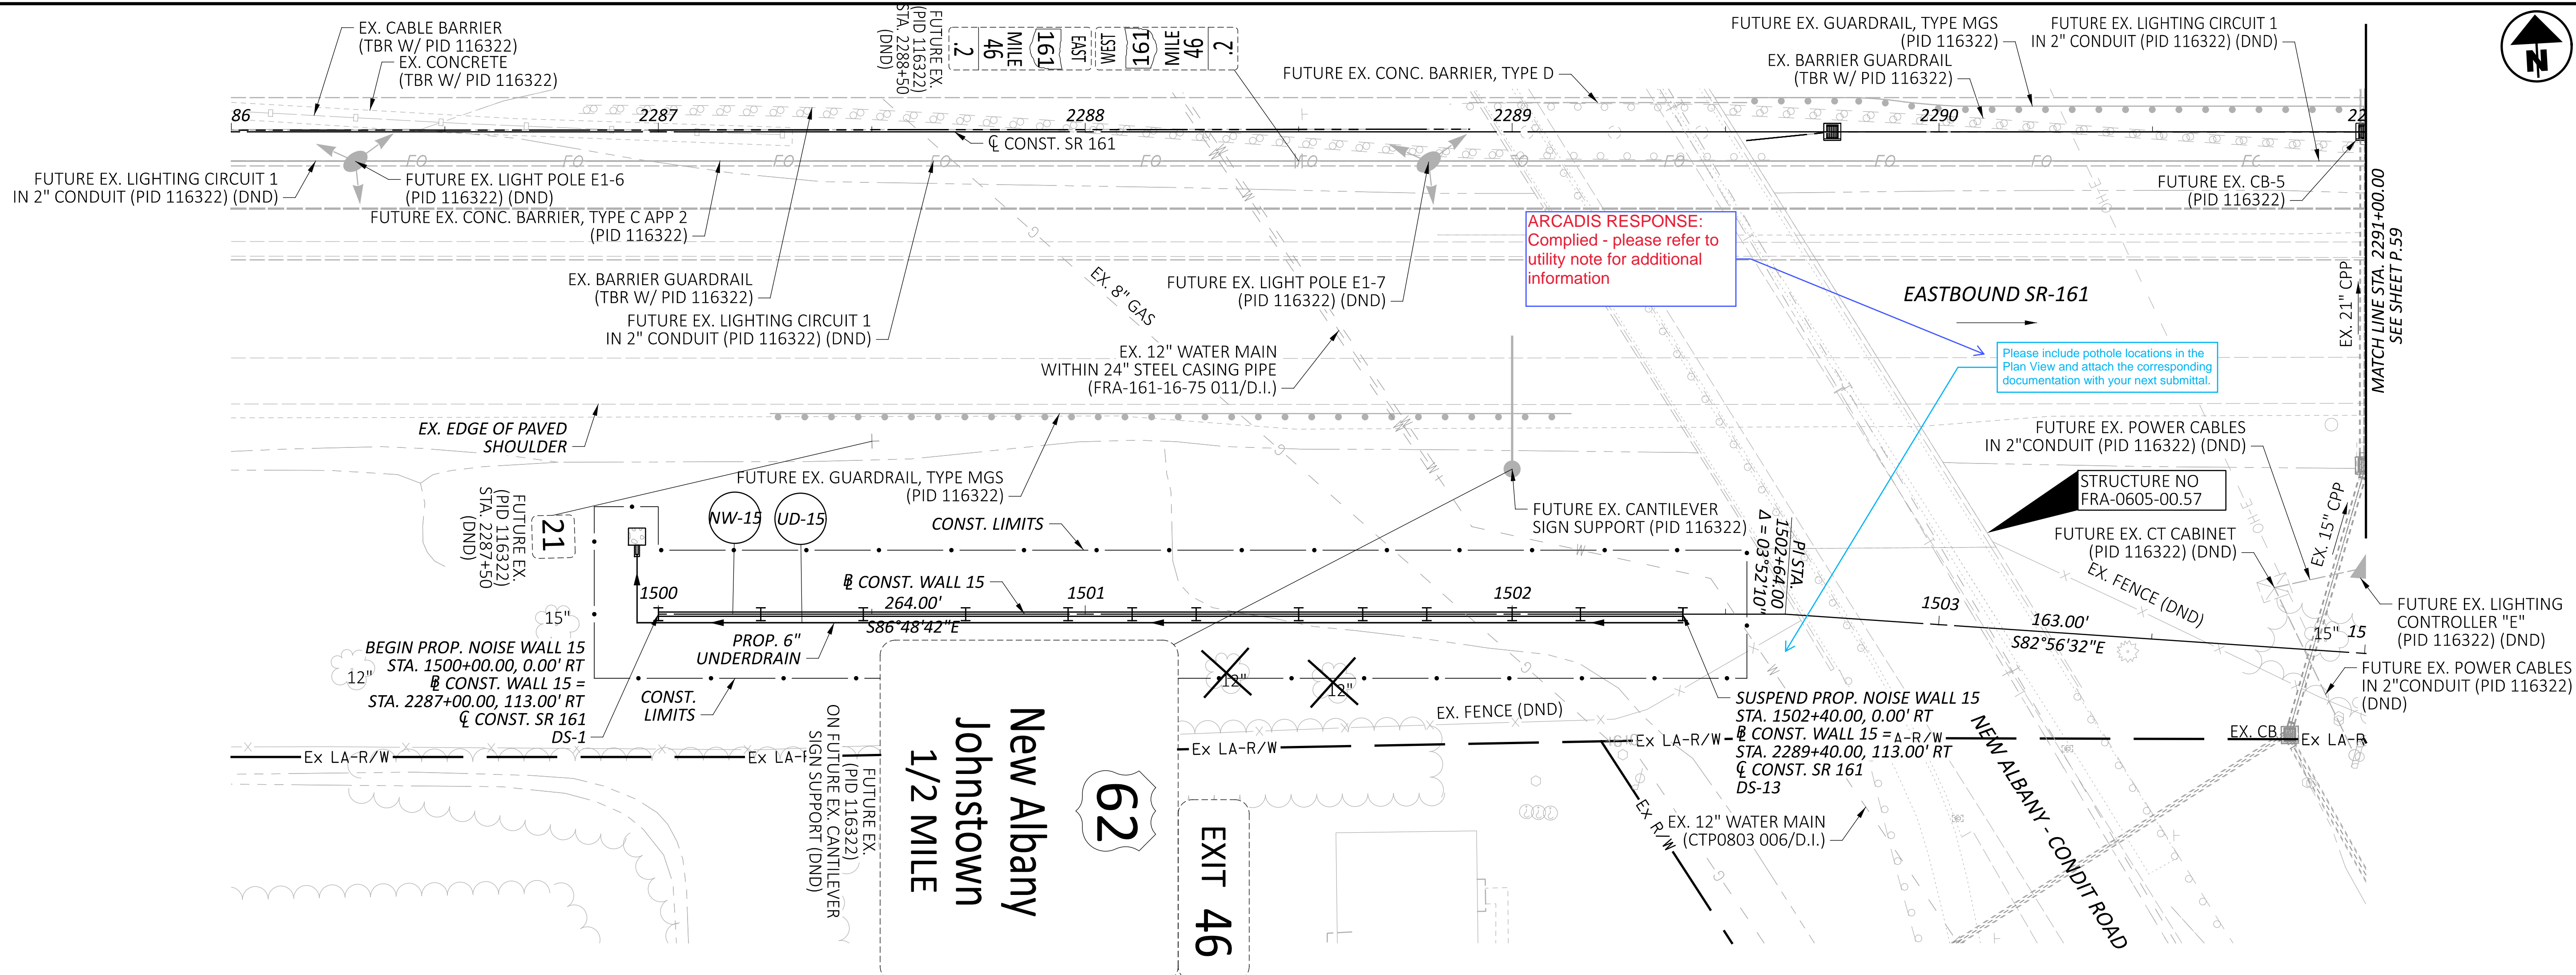 EX. CABLE BARRIER
(TBR W/ PID 116322)
EX. CONCRETE
(TBR W/ PID 116322)
FUTURE EX.
(PID 116322)
STA. 2288+50
(DND)
EAST
161
MILE
46
.2
WEST
161
MILE
46
.2
FUTURE EX. CONC. BARRIER, TYPE D
FUTURE EX. GUARDRAIL, TYPE MGS
(PID 116322)
EX. BARRIER GUARDRAIL
(TBR W/ PID 116322)
FUTURE EX. LIGHTING CIRCUIT 1
IN 2" CONDUIT (PID 116322) (DND)
N
86
2287
2288
2289
2290
22
℄ CONST. SR 161
FO FO FO FO FO FO FO FO FO FO
FUTURE EX. LIGHTING CIRCUIT 1
IN 2" CONDUIT (PID 116322) (DND)
FUTURE EX. LIGHT POLE E1-6
(PID 116322) (DND)
FUTURE EX. CONC. BARRIER, TYPE C APP 2
(PID 116322)
FUTURE EX. CB-5
(PID 116322)
EX. BARRIER GUARDRAIL
(TBR W/ PID 116322)
FUTURE EX. LIGHTING CIRCUIT 1
IN 2" CONDUIT (PID 116322) (DND)
EX. 8" GAS
FUTURE EX. LIGHT POLE E1-7
(PID 116322) (DND)
ARCADIS RESPONSE:
Complied - please refer to
utility note for additional
information
EASTBOUND SR-161
EX. 21" CPP
MATCH LINE STA. 2291+00.00
SEE SHEET P.59
EX. 12" WATER MAIN
WITHIN 24" STEEL CASING PIPE
(FRA-161-16-75 011/D.I.)
Please include pothole locations in the
Plan View and attach the corresponding
documentation with your next submittal.
EX. EDGE OF PAVED
SHOULDER
FUTURE EX. GUARDRAIL, TYPE MGS
(PID 116322)
FUTURE EX. POWER CABLES
IN 2"CONDUIT (PID 116322) (DND)
STRUCTURE NO
FRA-0605-00.57
FUTURE EX.
(PID 116322)
STA. 2287+50
(DND)
21
NW-15
UD-15
CONST. LIMITS
FUTURE EX. CANTILEVER
SIGN SUPPORT (PID 116322)
PI STA.
1502+64.00
Δ = 03°52'10"
FUTURE EX. CT CABINET
(PID 116322) (DND)
EX. 15" CPP
EX. FENCE (DND)
OHE
OHE
1500
1501
1502
1503
BL CONST. WALL 15
264.00'
S86°48'42"E
163.00'
S82°56'32"E
15"
12"
15"
15
FUTURE EX. LIGHTING
CONTROLLER "E"
(PID 116322) (DND)
PROP. 6"
UNDERDRAIN
BEGIN PROP. NOISE WALL 15
STA. 1500+00.00, 0.00' RT
BL CONST. WALL 15 =
STA. 2287+00.00, 113.00' RT
℄ CONST. SR 161
DS-1
CONST.
LIMITS
12"
12"
FUTURE EX. POWER CABLES
IN 2"CONDUIT (PID 116322)
(DND)
SUSPEND PROP. NOISE WALL 15
STA. 1502+40.00, 0.00' RT
BL CONST. WALL 15 =
STA. 2289+40.00, 113.00' RT
℄ CONST. SR 161
DS-13
EX. FENCE (DND)
Ex LA-R/W
Ex LA-R
Ex LA-R/W
Ex LA-R/W
A-R/W
EX. CB
Ex LA-R
FUTURE EX.
(PID 116322)
ON FUTURE EX. CANTILEVER
SIGN SUPPORT (DND)
EXIT 46
62
New Albany
Johnstown
1/2 MILE
Ex R/W
EX. 12" WATER MAIN
(CTP0803 006/D.I.)
NEW ALBANY - CONDIT ROAD